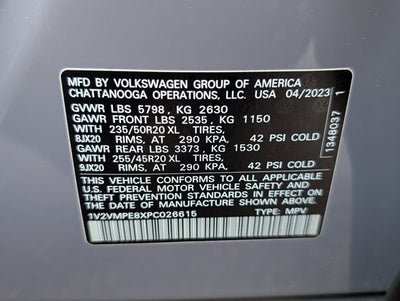 MFD BY VOLKSWAGEN GROUP OF AMERICA
CHATTANOOGA OPERATIONS, LLC. USA 04/2023
GVWR LBS 5798, KG 2630
GAWR FRONT LBS 2535, KG 1150
WITH 235/50R20 XL TIRES,
8JX20 RIMS, AT 290 KPA, 42 PSI COLD
GAWR REAR LBS 3373, KG 1530
WITH 255/45R20 XL TIRES,
9JX20 RIMS, AT 290 KPA, 42 PSI COLD
THIS VEHICLE CONFORMS TO ALL APPLICABLE
U.S. FEDERAL MOTOR VEHICLE SAFETY AND
THEFT PREVENTION STANDARDS IN EFFECT ON
THE DATE OF MANUFACTURE SHOWN ABOVE.
1V2VMPE8XPC026615 TYPE: MPV
1348037 1